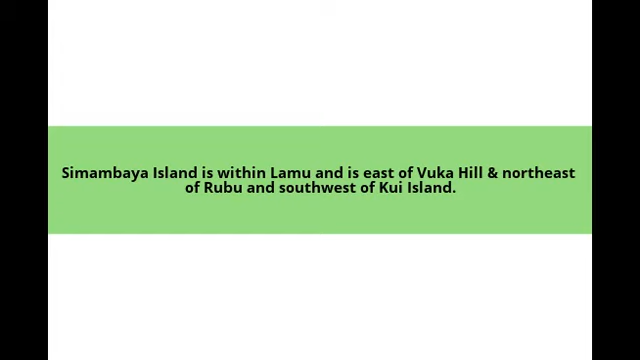 Simambaya Island is within Lamu and is east of Vuka Hill & northeast
of Rubu and southwest of Kui Island.